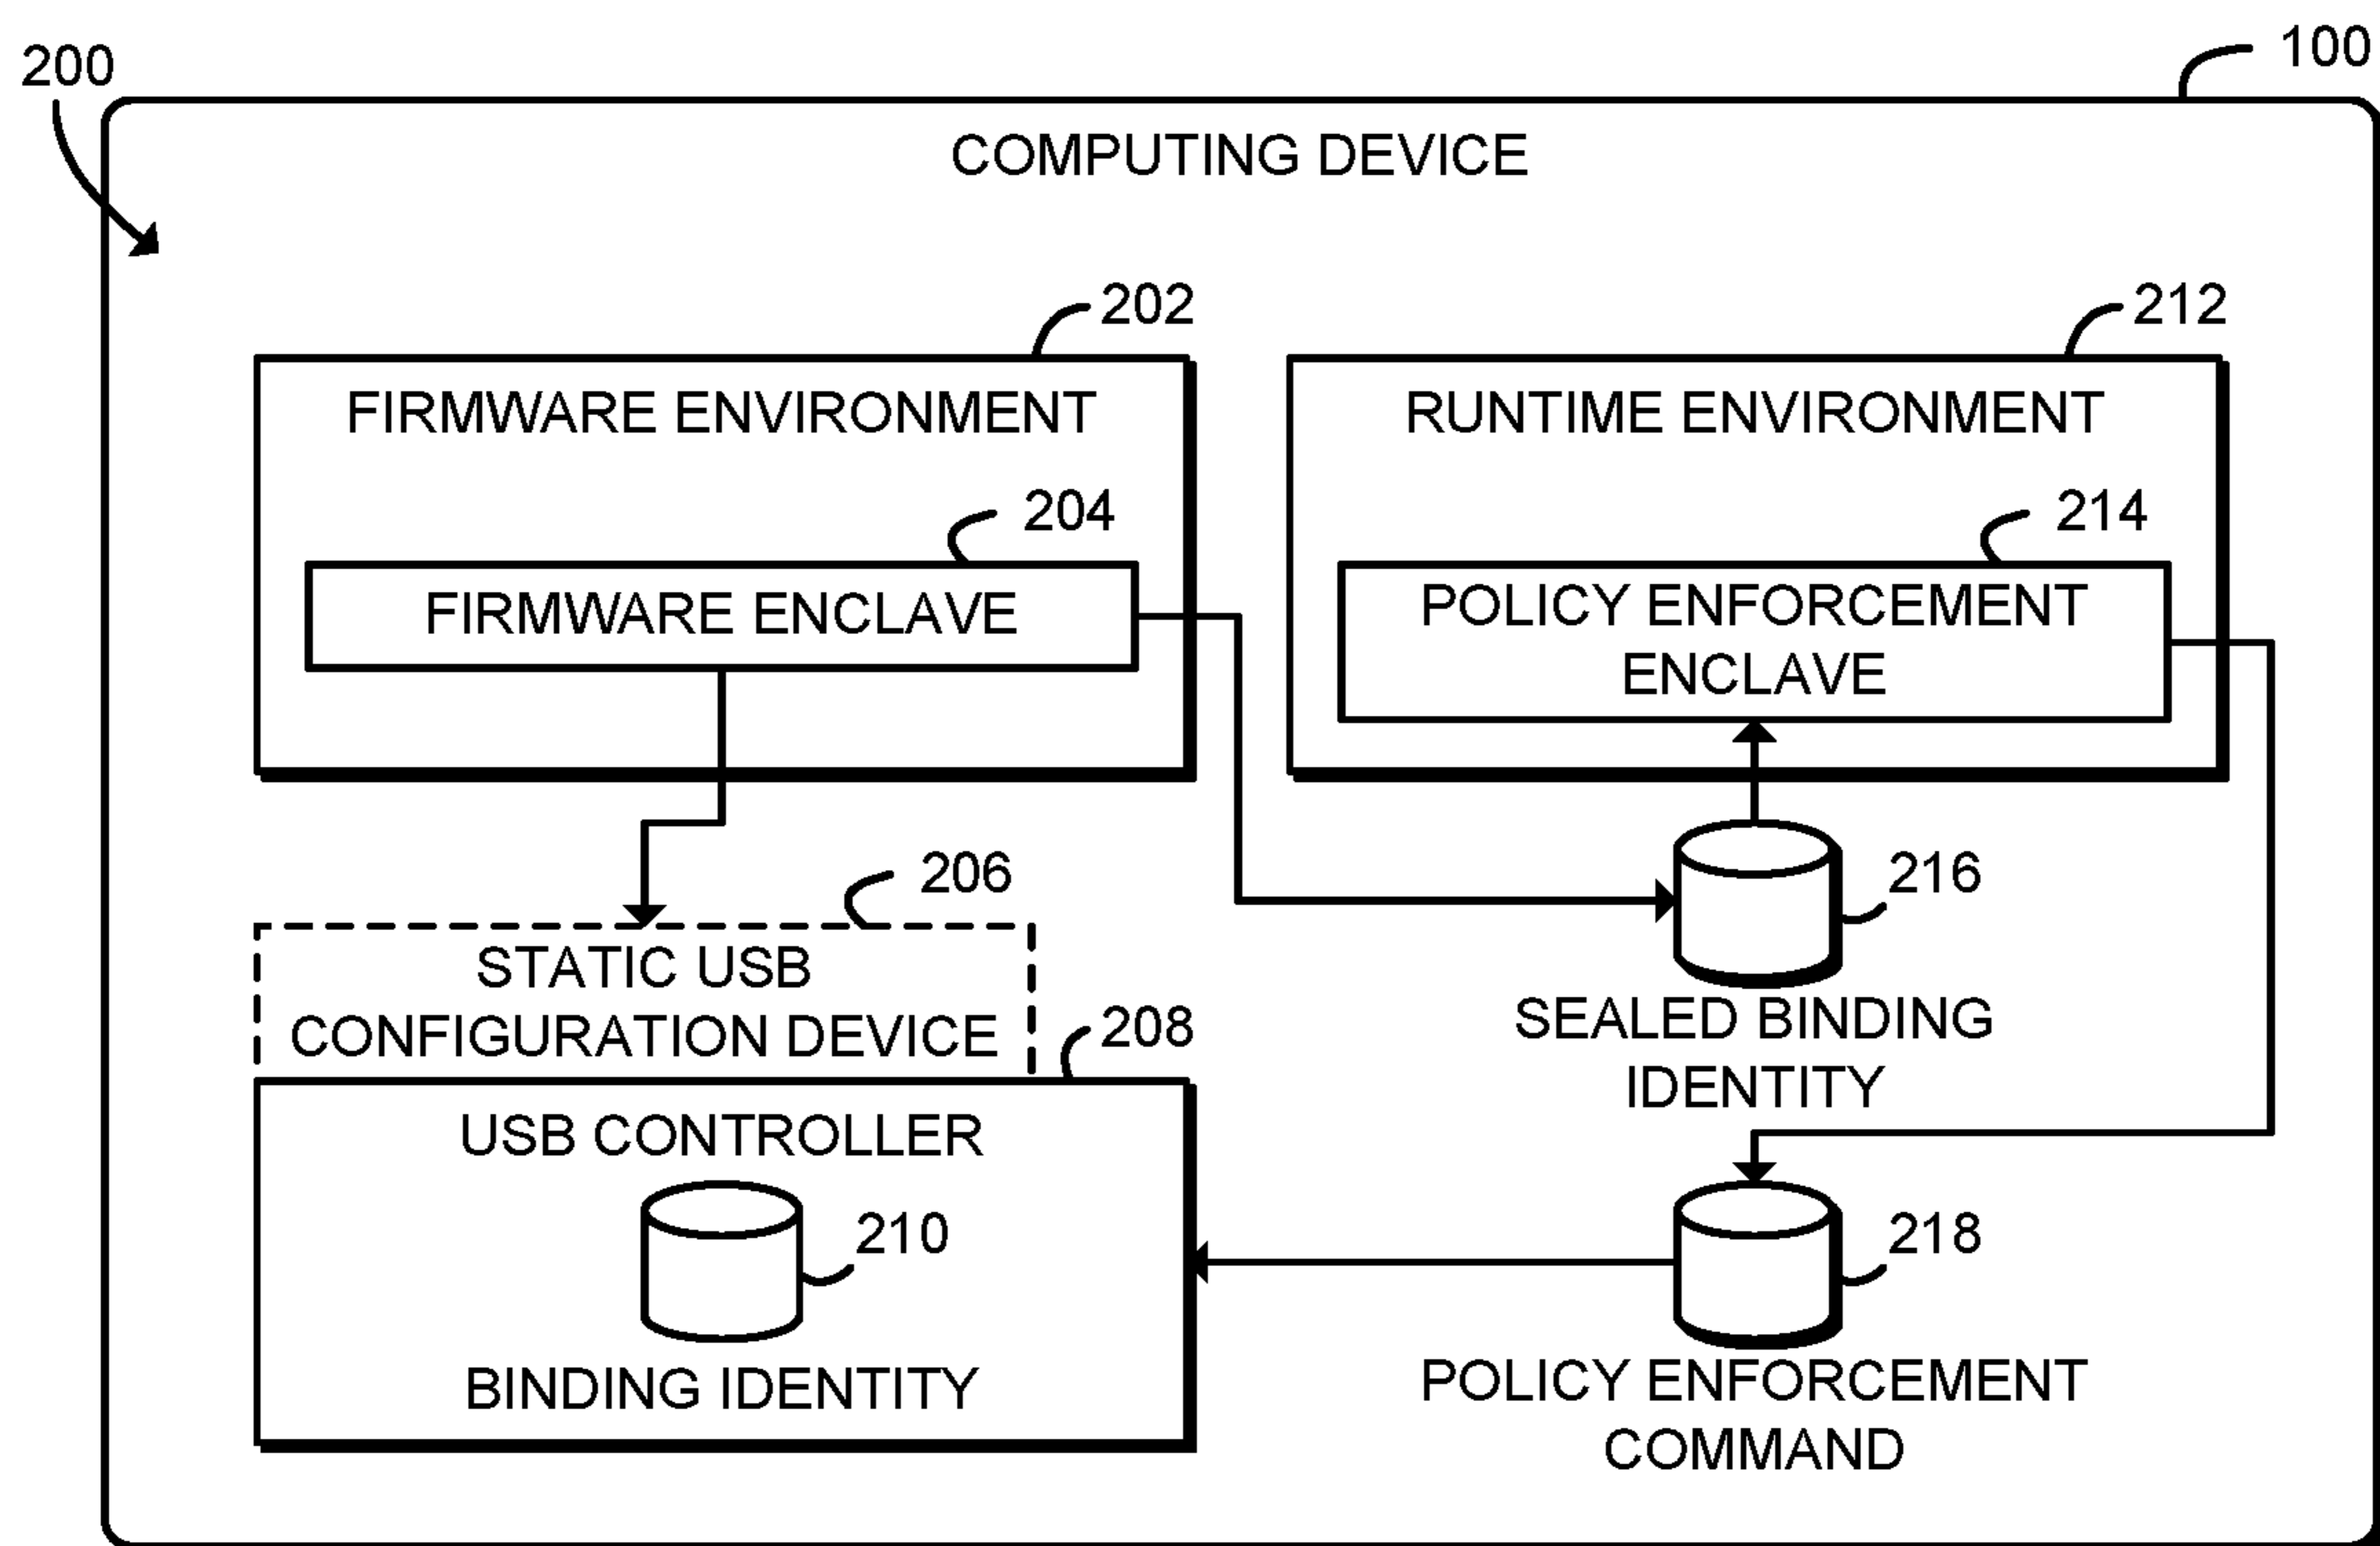 200
100
COMPUTING DEVICE
202
FIRMWARE ENVIRONMENT
204
FIRMWARE ENCLAVE
212
RUNTIME ENVIRONMENT
214
POLICY ENFORCEMENT
ENCLAVE
206
STATIC USB
CONFIGURATION DEVICE
208
USB CONTROLLER
210
BINDING IDENTITY
216
SEALED BINDING
IDENTITY
218
POLICY ENFORCEMENT
COMMAND